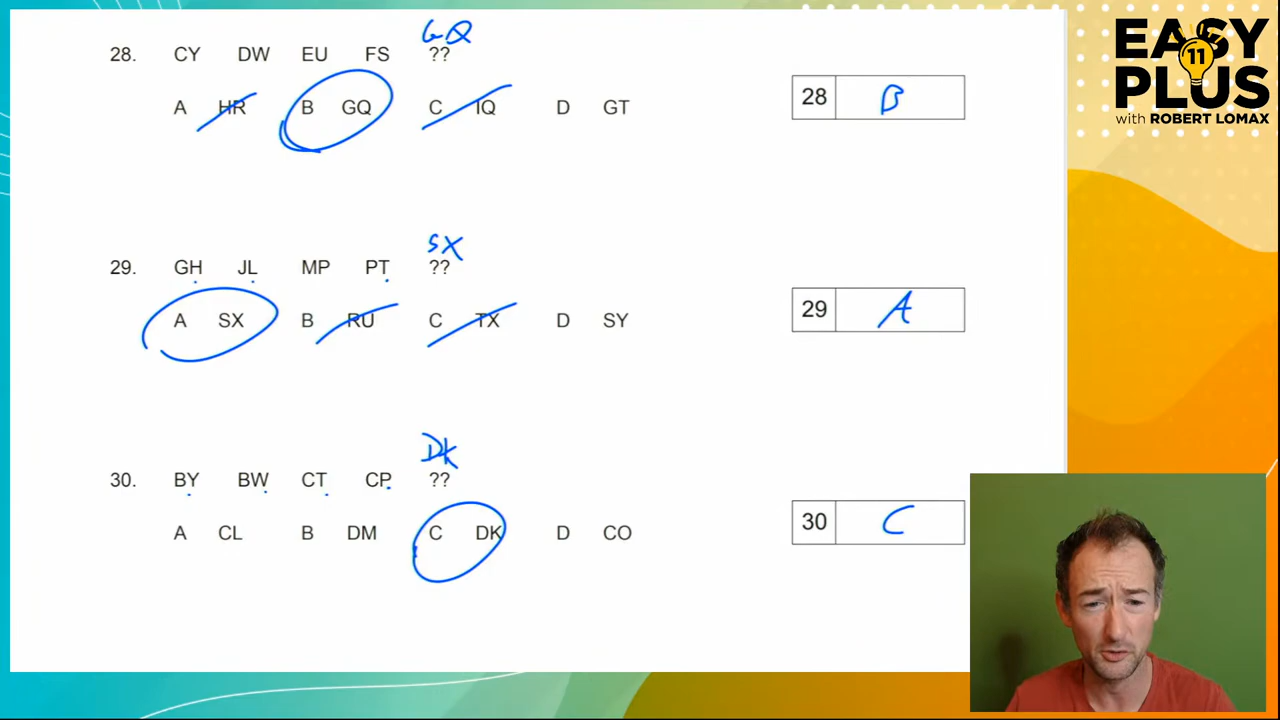 GQ
28. CY DW EU FS ??
A HR B GQ C IQ D GT
28 B
SX
29. GH JL MP PT ??
A SX B RU C TX D SY
29 A
DK
30. BY BW CT CP ??
A CL B DM C DK D CO
30 C
EASY
11
PLUS
with ROBERT LOMAX